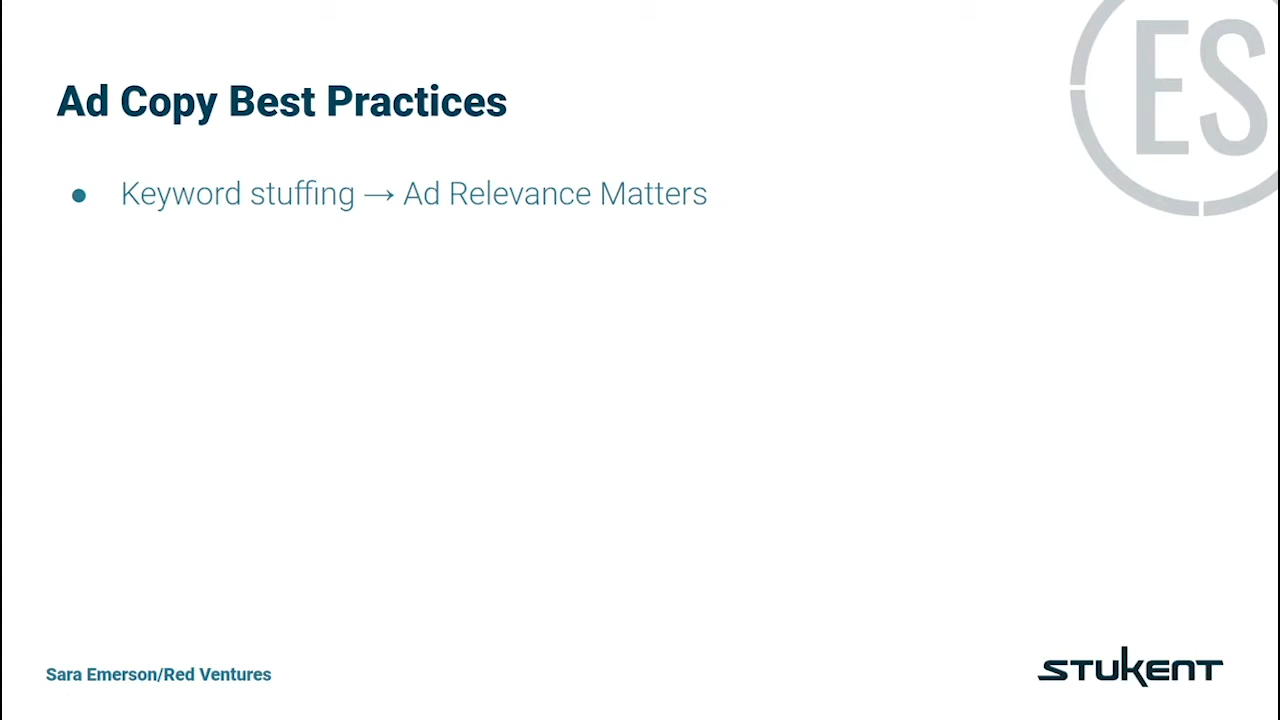 ES
Ad Copy Best Practices
● Keyword stuffing → Ad Relevance Matters
Sara Emerson/Red Ventures
STUKENT